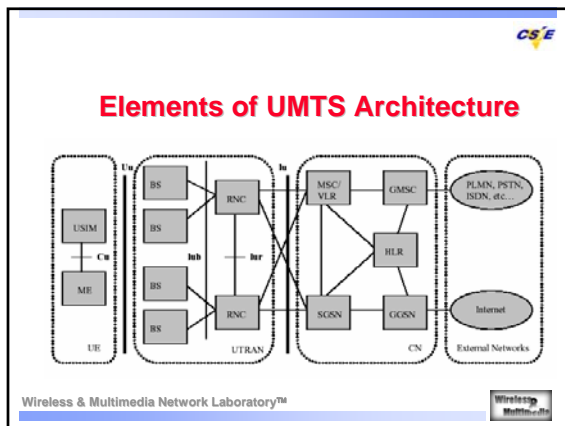 CSIE
Elements of UMTS Architecture
Uu
Iu
BS
RNC
MSC/
VLR
GMSC
PLMN, PSTN,
ISDN, etc...
USIM
BS
Cu
Iub
Iur
HLR
ME
BS
RNC
SGSN
GGSN
Internet
BS
UE
UTRAN
CN
External Networks
Wireless & Multimedia Network Laboratory™
Wireless
Multimedia